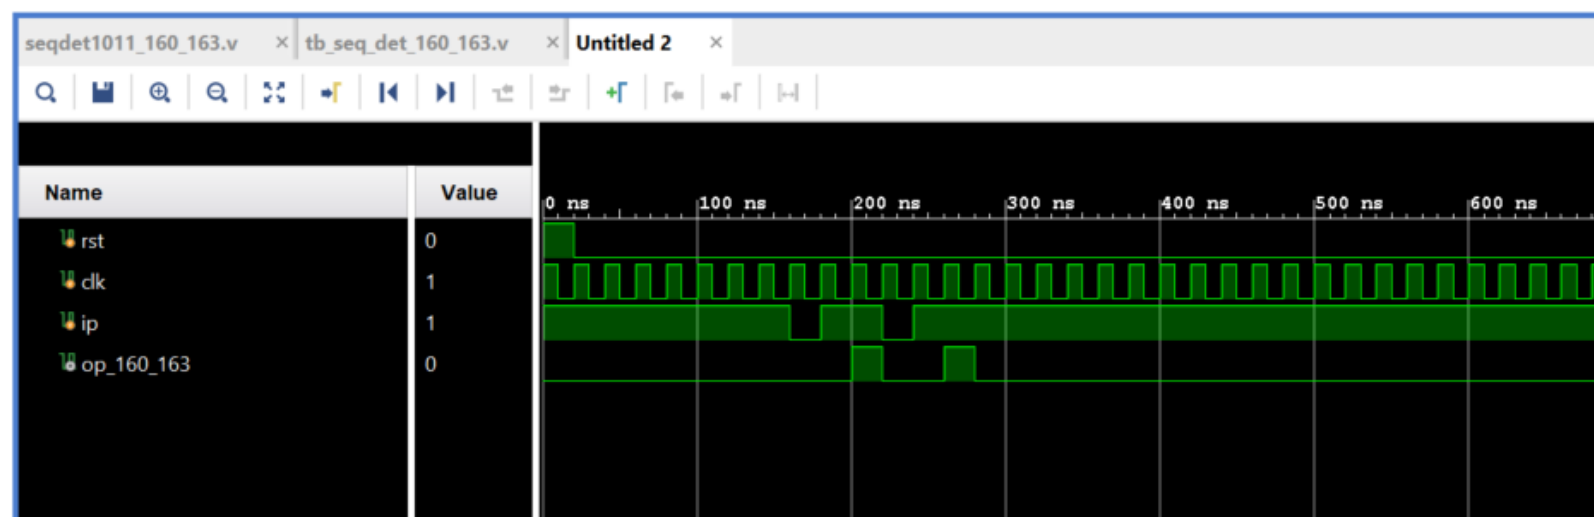 seqdet1011_160_163.v × tb_seq_det_160_163.v × Untitled 2 ×
Name Value
0 ns 100 ns 200 ns 300 ns 400 ns 500 ns 600 ns
rst 0
clk 1
ip 1
op_160_163 0